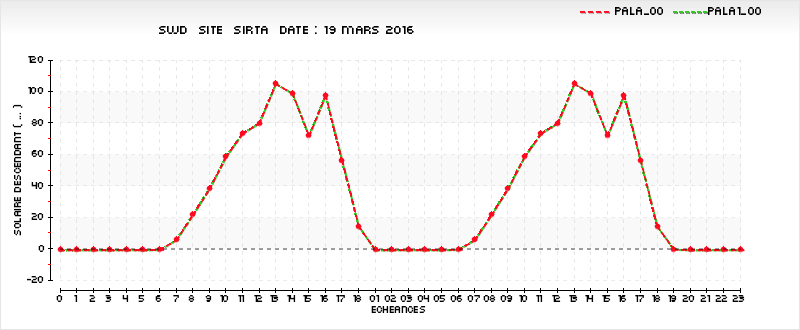 PALA_00 PALA1_00
SWD SITE SIRTA DATE : 19 MARS 2016
120
100
80
60
40
20
0
-20
SOLAIRE DESCENDANT ( ... )
0 1 2 3 4 5 6 7 8 9 10 11 12 13 14 15 16 17 18 01 02 03 04 05 06 07 08 09 10 11 12 13 14 15 16 17 18 19 20 21 22 23
ECHEANCES